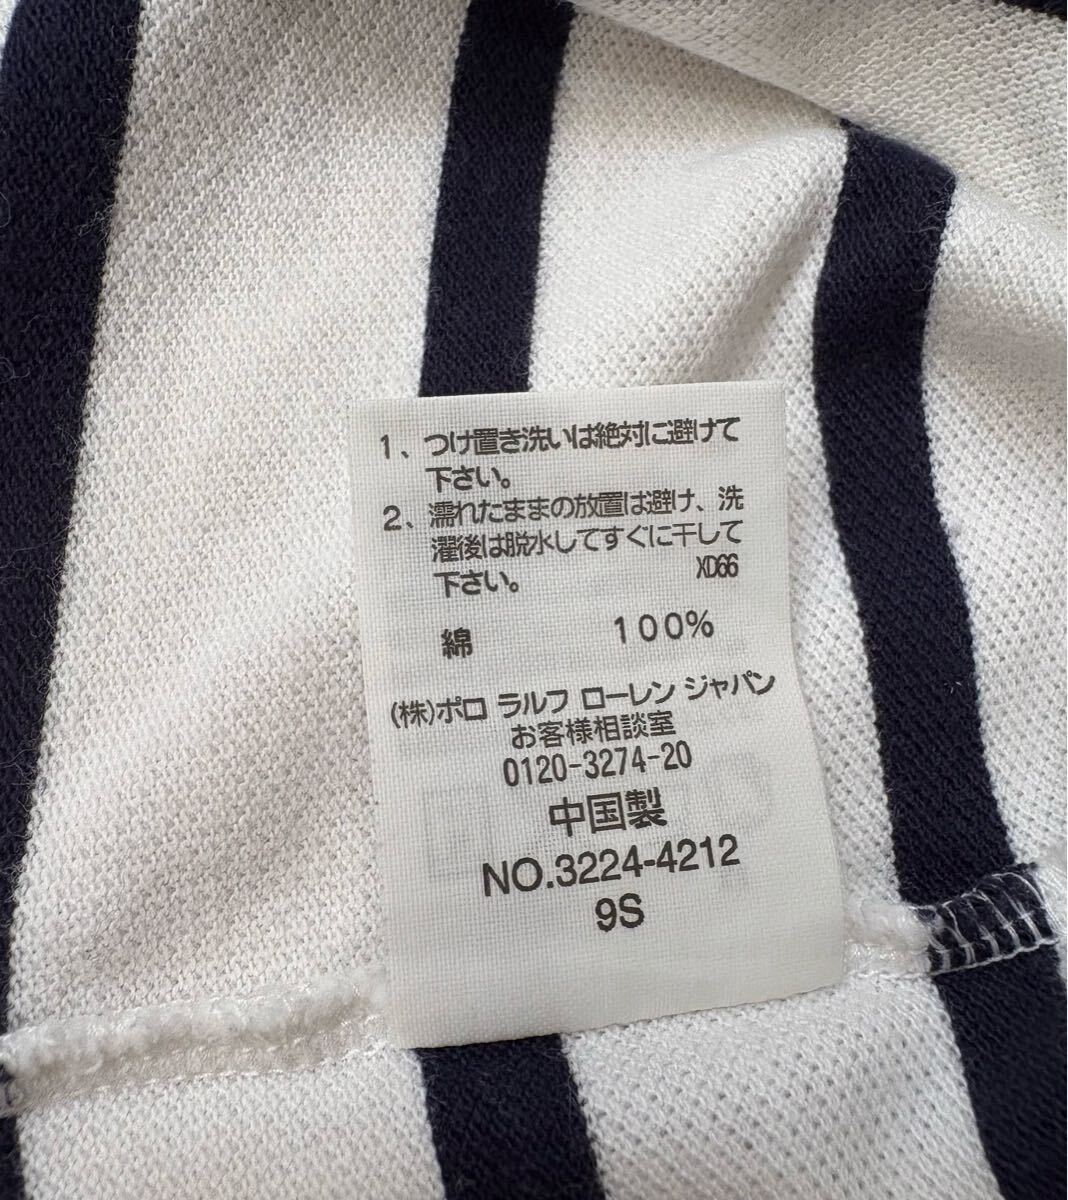 1、つけ置き洗いは絶対に避けて
下さい。
2、濡れたままの放置は避け、洗
濯後は脱水してすぐに干して
下さい。 XD66
綿 100%
(株)ポロ ラルフ ローレン ジャパン
お客様相談室
0120-3274-20
中国製
NO.3224-4212
9S